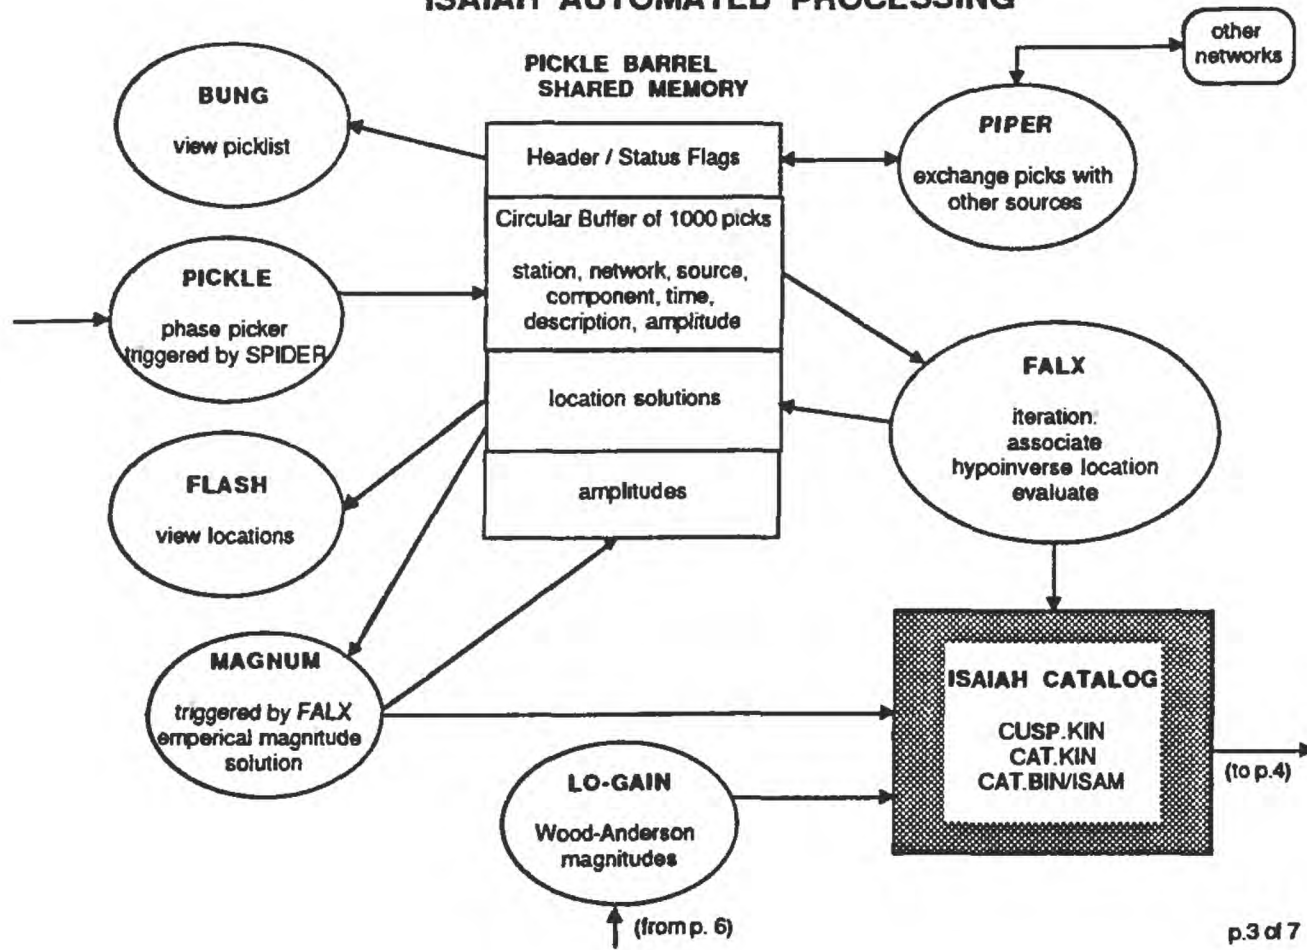 ISAIAH AUTOMATED PROCESSING
other
networks
PICKLE BARREL
SHARED MEMORY
BUNG
view picklist
Header / Status Flags
PIPER
exchange picks with
other sources
Circular Buffer of 1000 picks
station, network, source,
component, time,
description, amplitude
PICKLE
phase picker
triggered by SPIDER
FALX
iteration:
associate
hypoinverse location
evaluate
location solutions
FLASH
view locations
amplitudes
MAGNUM
triggered by FALX
emperical magnitude
solution
ISAIAH CATALOG
CUSP.KIN
CAT.KIN
CAT.BIN/ISAM
(to p.4)
LO-GAIN
Wood-Anderson
magnitudes
(from p. 6)
p.3 of 7